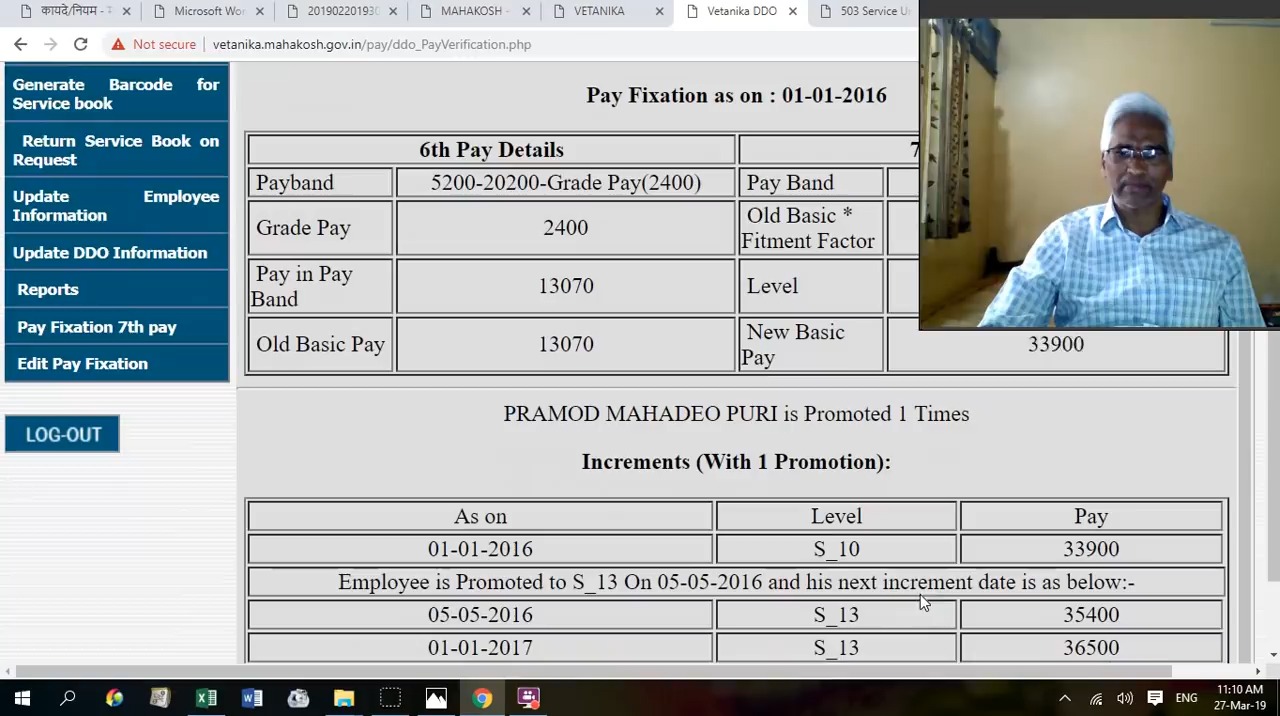 कायदे/नियम -
Microsoft Wor
201902201930
MAHAKOSH -
VETANIKA
Vetanika DDO
503 Service U
Not secure
vetanika.mahakosh.gov.in/pay/ddo_PayVerification.php
Generate Barcode for
Service book
Return Service Book on
Request
Update Employee
Information
Update DDO Information
Reports
Pay Fixation 7th pay
Edit Pay Fixation
LOG-OUT
Pay Fixation as on : 01-01-2016
6th Pay Details 7
Payband 5200-20200-Grade Pay(2400) Pay Band
Grade Pay 2400 Old Basic *
Fitment Factor
Pay in Pay
Band 13070 Level
Old Basic Pay 13070 New Basic
Pay 33900
PRAMOD MAHADEO PURI is Promoted 1 Times
Increments (With 1 Promotion):
As on Level Pay
01-01-2016 S_10 33900
Employee is Promoted to S_13 On 05-05-2016 and his next increment date is as below:-
05-05-2016 S_13 35400
01-01-2017 S_13 36500
ENG
11:10 AM
27-Mar-19